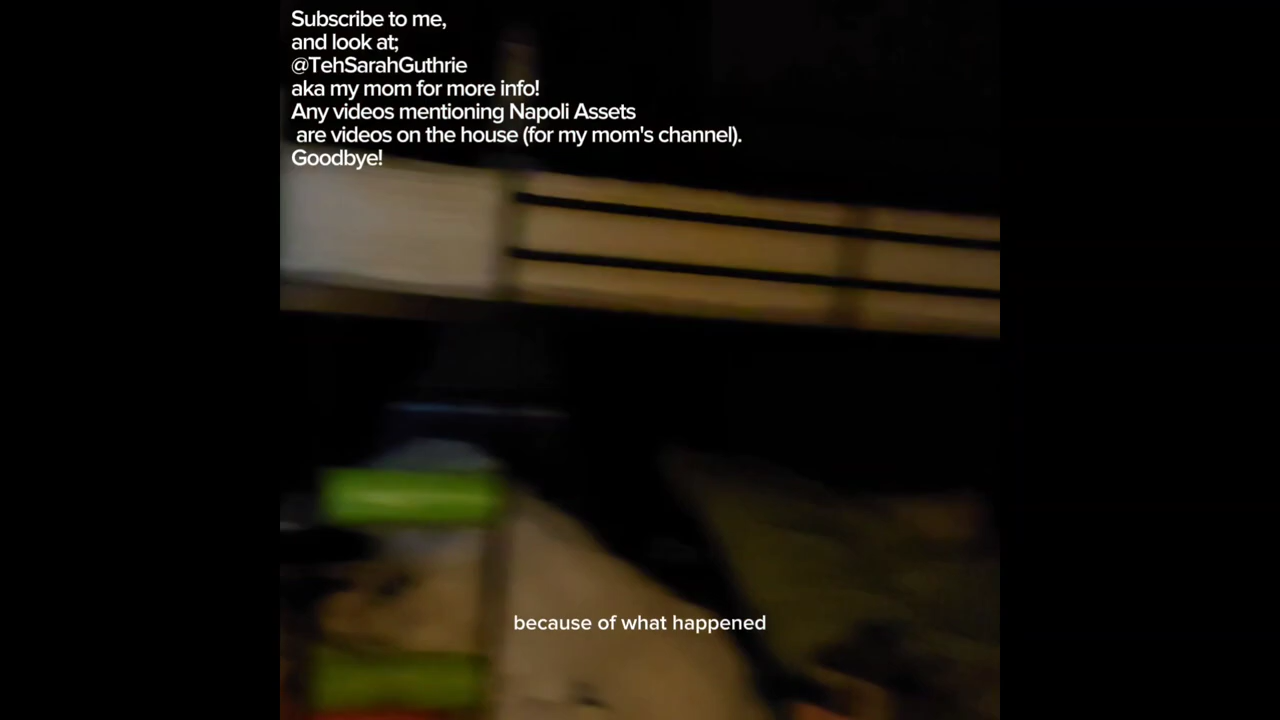 Subscribe to me,
and look at;
@TehSarahGuthrie
aka my mom for more info!
Any videos mentioning Napoli Assets
are videos on the house (for my mom's channel).
Goodbye!
because of what happened